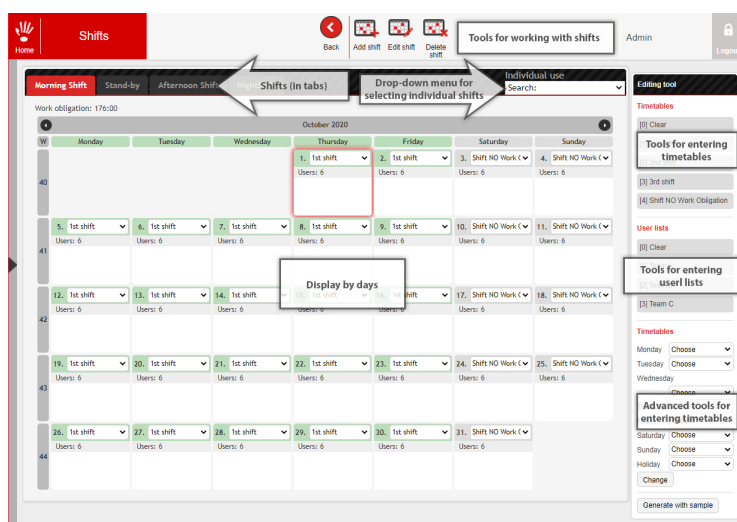 Home
Shifts
Back
Add shift
Edit shift
Delete shift
Tools for working with shifts
Admin
Logou
Morning Shift
Stand-by
Afternoon Shift
Shifts (in tabs)
Drop-down menu for
selecting individual shifts
Individual use
Search:
Work obligation: 176:00
October 2020
W Monday Tuesday Wednesday Thursday Friday Saturday Sunday
40
1. 1st shift 2. 1st shift 3. Shift NO Work ( 4. Shift NO Work (
Users: 6 Users: 6 Users: 6 Users: 6
41
5. 1st shift 6. 1st shift 7. 1st shift 8. 1st shift 9. 1st shift 10. Shift NO Work ( 11. Shift NO Work (
Users: 6 Users: 6 Users: 6 Users: 6 Users: 6 Users: 6 Users: 6
Display by days
42
12. 1st shift 13. 1st shift 14. 1st shift 15. 1st shift 16. 1st shift 17. Shift NO Work ( 18. Shift NO Work (
Users: 6 Users: 6 Users: 6 Users: 6 Users: 6 Users: 6
43
19. 1st shift 20. 1st shift 21. 1st shift 22. 1st shift 23. 1st shift 24. Shift NO Work ( 25. Shift NO Work (
Users: 6 Users: 6 Users: 6 Users: 6 Users: 6 Users: 6 Users: 6
44
26. 1st shift 27. 1st shift 28. 1st shift 29. 1st shift 30. 1st shift 31. Shift NO Work (
Users: 6 Users: 6 Users: 6 Users: 6 Users: 6 Users: 6
Editing tool
Timetables
[0] Clear
Tools for entering
timetables
[3] 3rd shift
[4] Shift NO Work Obligation
User lists
[0] Clear
Tools for entering
userl lists
[3] Team C
Timetables
Monday Choose
Tuesday Choose
Wednesday
Advanced tools for
entering timetables
Saturday Choose
Sunday Choose
Holiday Choose
Change
Generate with sample